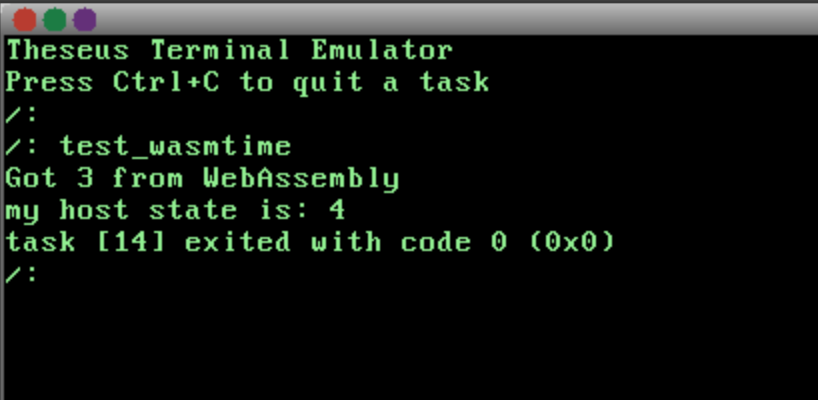 Theseus Terminal Emulator
Press Ctrl+C to quit a task
/:
/: test_wasmtime
Got 3 from WebAssembly
my host state is: 4
task [14] exited with code 0 (0x0)
/: